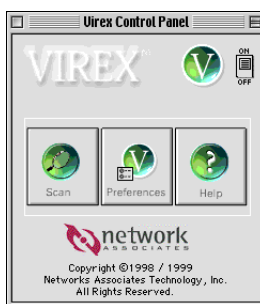 Virex Control Panel
VIREX™
V
ON
OFF
V
?
Scan
Preferences
Help
network
ASSOCIATES
Copyright ©1998 / 1999
Networks Associates Technology, Inc.
All Rights Reserved.